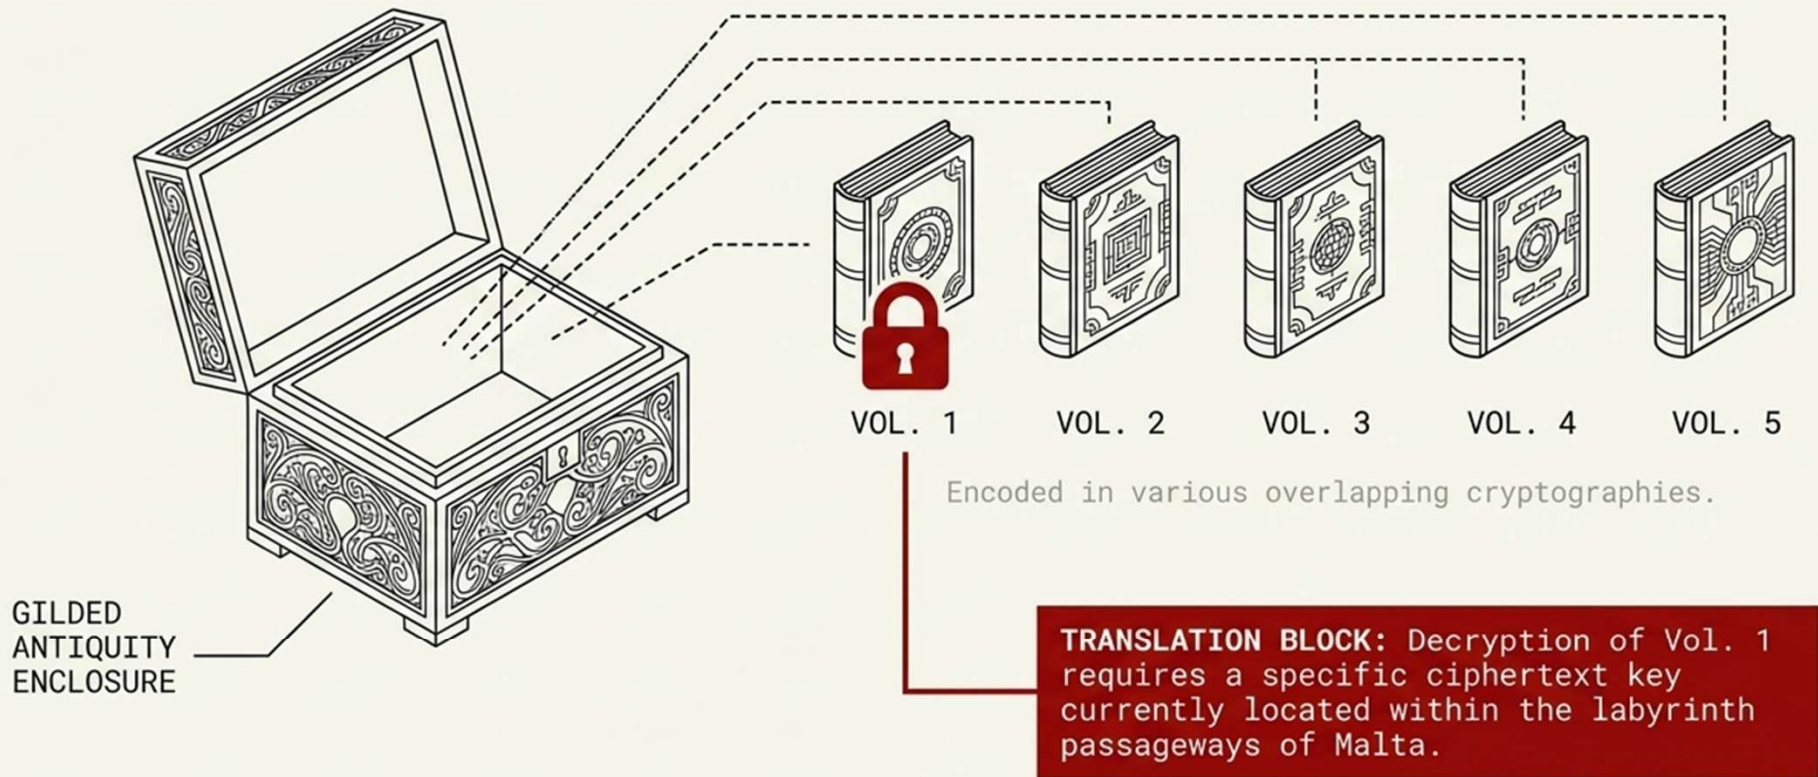 VOL. 1
VOL. 2
VOL. 3
VOL. 4
VOL. 5
Encoded in various overlapping cryptographies.
GILDED
ANTIQUITY
ENCLOSURE
TRANSLATION BLOCK: Decryption of Vol. 1
requires a specific ciphertext key
currently located within the labyrinth
passageways of Malta.